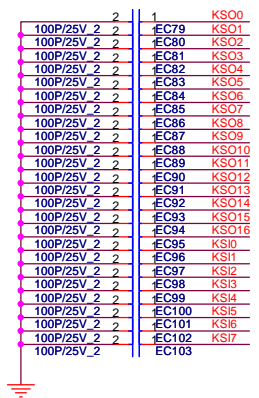 2 1 KSO0
100P/25V_2 2 1 EC79 KSO1
100P/25V_2 2 1 EC80 KSO2
100P/25V_2 2 1 EC81 KSO3
100P/25V_2 2 1 EC82 KSO4
100P/25V_2 2 1 EC83 KSO5
100P/25V_2 2 1 EC84 KSO6
100P/25V_2 2 1 EC85 KSO7
100P/25V_2 2 1 EC86 KSO8
100P/25V_2 2 1 EC87 KSO9
100P/25V_2 2 1 EC88 KSO10
100P/25V_2 2 1 EC89 KSO11
100P/25V_2 2 1 EC90 KSO12
100P/25V_2 2 1 EC91 KSO13
100P/25V_2 2 1 EC92 KSO14
100P/25V_2 2 1 EC93 KSO15
100P/25V_2 2 1 EC94 KSO16
100P/25V_2 2 1 EC95 KSI0
100P/25V_2 2 1 EC96 KSI1
100P/25V_2 2 1 EC97 KSI2
100P/25V_2 2 1 EC98 KSI3
100P/25V_2 2 1 EC99 KSI4
100P/25V_2 2 1 EC100 KSI5
100P/25V_2 2 1 EC101 KSI6
100P/25V_2 2 1 EC102 KSI7
100P/25V_2 EC103